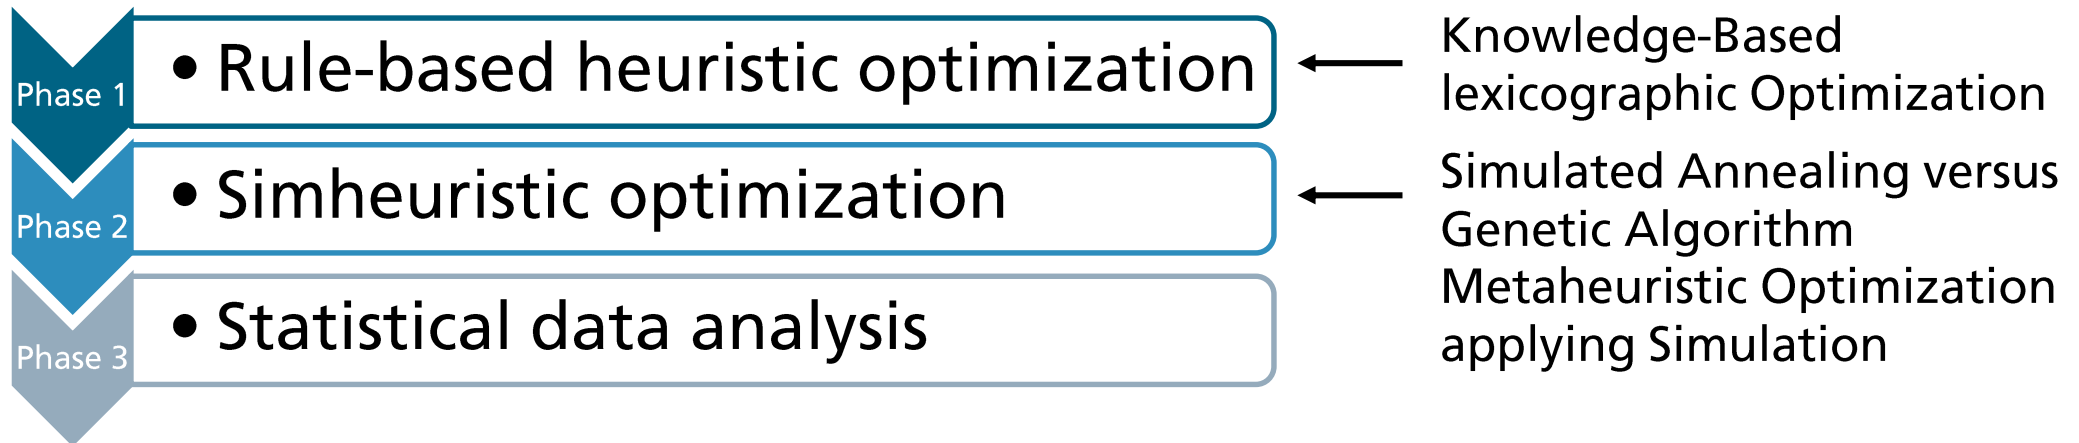 Phase 1
• Rule-based heuristic optimization
Knowledge-Based
lexicographic Optimization
Phase 2
• Simheuristic optimization
Simulated Annealing versus
Genetic Algorithm
Metaheuristic Optimization
applying Simulation
Phase 3
• Statistical data analysis